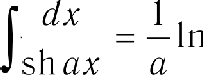 ∫ dx / sh ax = 1/a ln